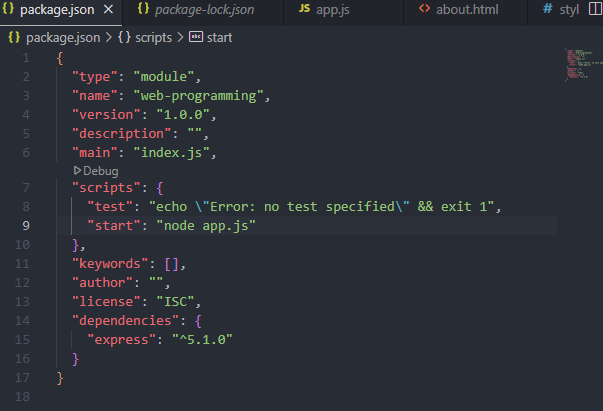 {} package.json × {} package-lock.json JS app.js <> about.html # styl
{} package.json > {} scripts > abc start
1 {
2 "type": "module",
3 "name": "web-programming",
4 "version": "1.0.0",
5 "description": "",
6 "main": "index.js",
Debug
7 "scripts": {
8 "test": "echo \"Error: no test specified\" && exit 1",
9 "start": "node app.js"
10 },
11 "keywords": [],
12 "author": "",
13 "license": "ISC",
14 "dependencies": {
15 "express": "^5.1.0"
16 }
17 }
18